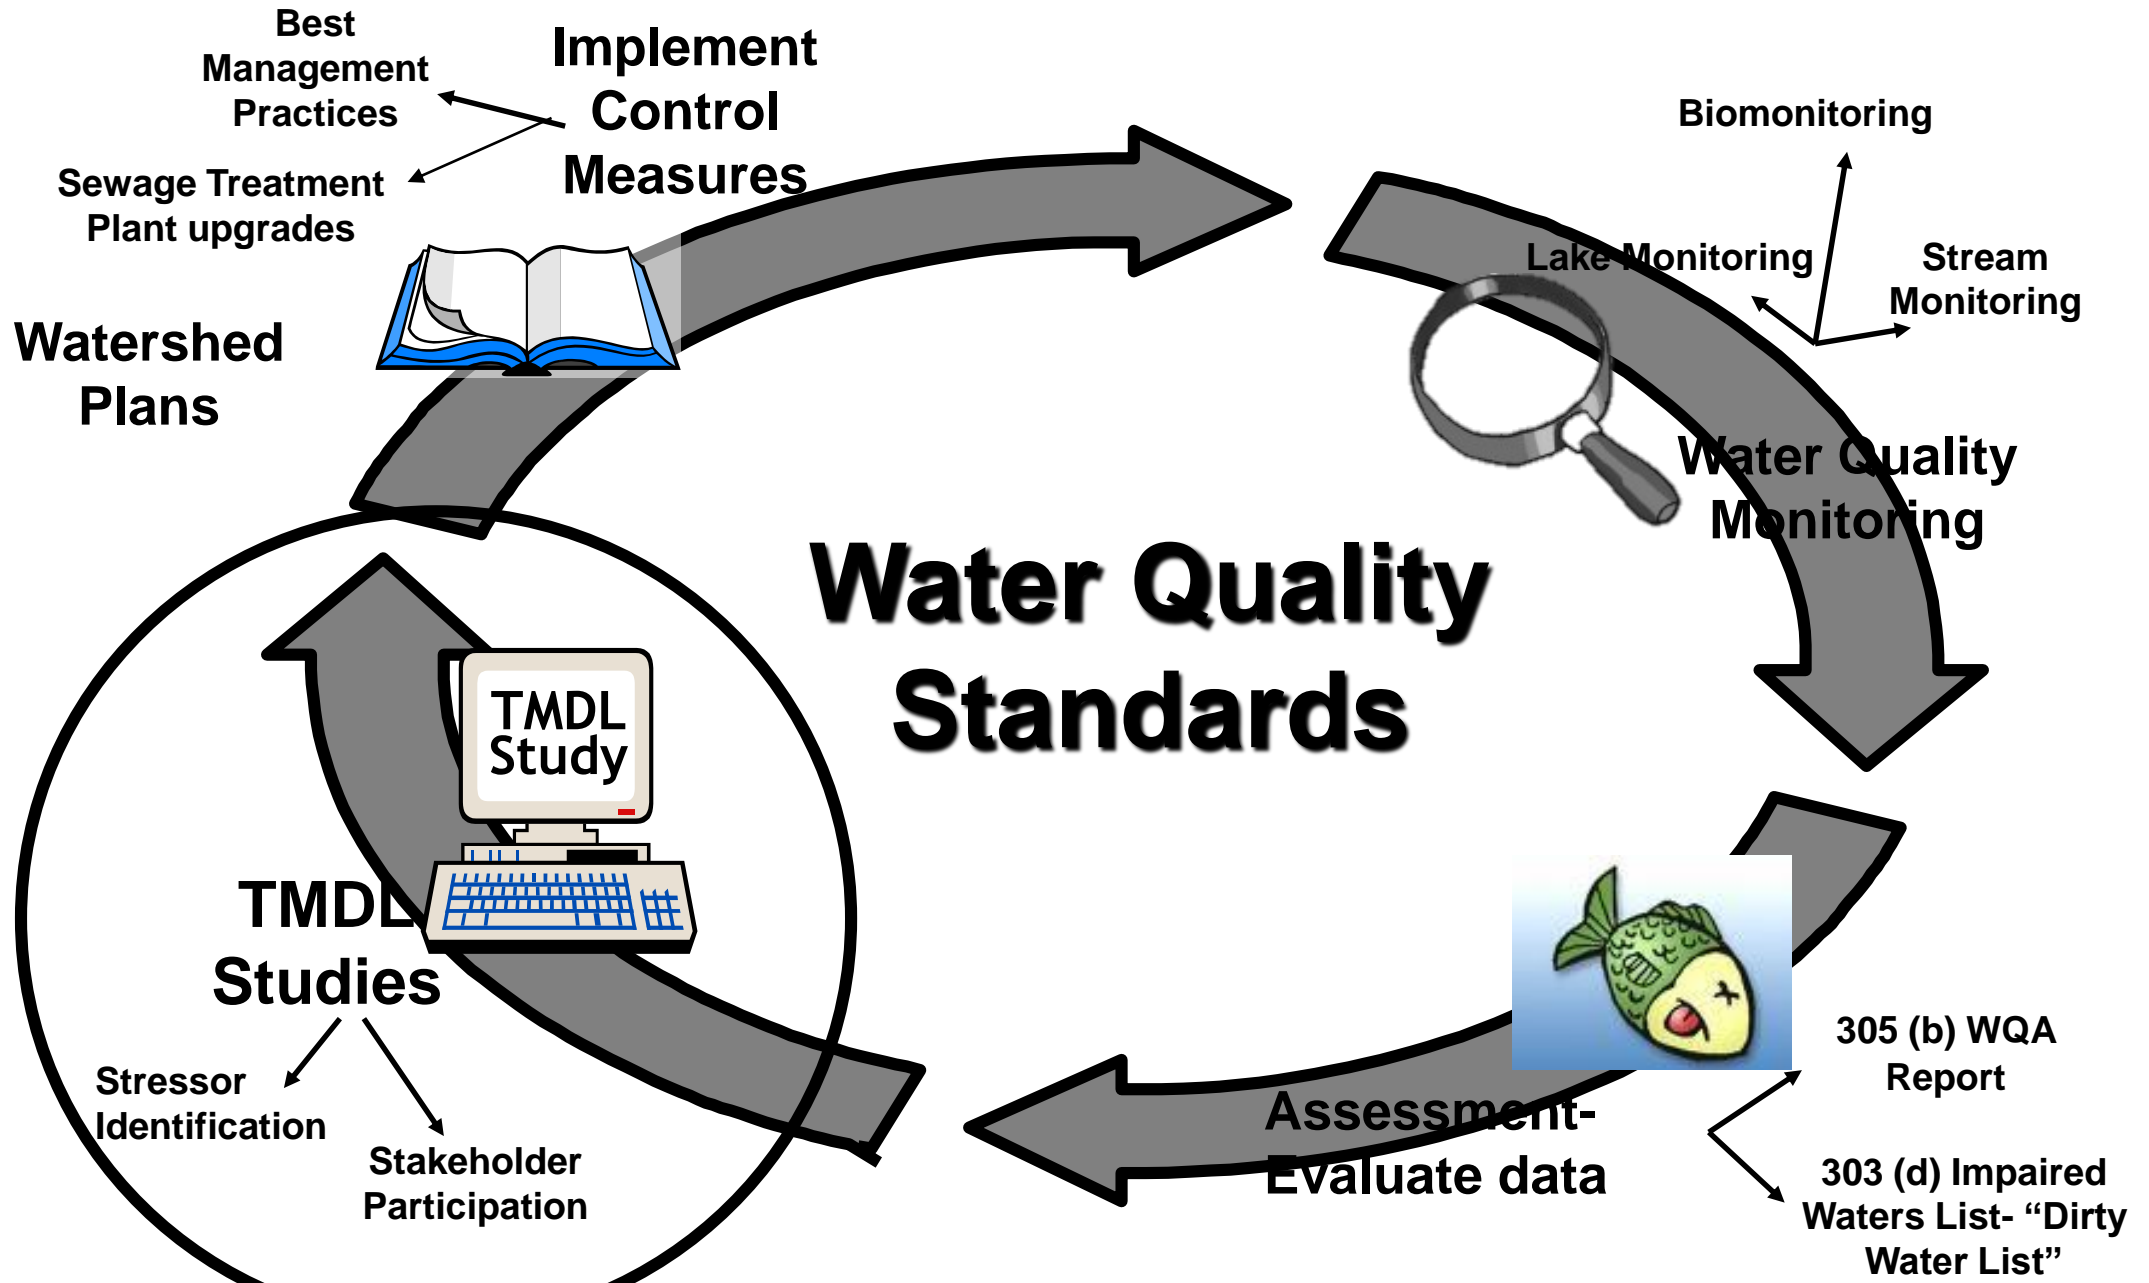 Best
Management
Practices
Implement
Control
Measures
Sewage Treatment
Plant upgrades
Watershed
Plans
Biomonitoring
Lake Monitoring
Stream
Monitoring
Water Quality
Monitoring
Water Quality
Standards
TMDL
Study
TMDL
Studies
Stressor
Identification
Stakeholder
Participation
Assessment-
Evaluate data
305 (b) WQA
Report
303 (d) Impaired
Waters List- “Dirty
Water List”